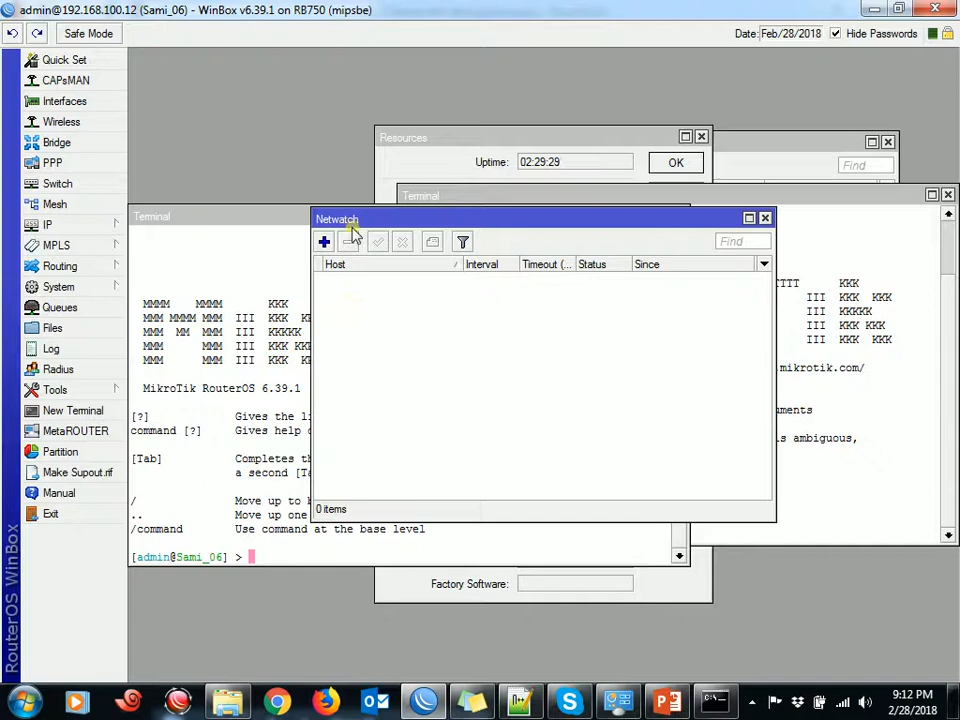 admin@192.168.100.12 (Sami_06) - WinBox v6.39.1 on RB750 (mipsbe)
Safe Mode
Date: Feb/28/2018
Hide Passwords
Quick Set
CAPsMAN
Interfaces
Wireless
Bridge
PPP
Switch
Mesh
IP
MPLS
Routing
System
Queues
Files
Log
Radius
Tools
New Terminal
MetaROUTER
Partition
Make Supout.rif
Manual
Exit
RouterOS WinBox
Resources
Uptime: 02:29:29
OK
Find
Factory Software:
Terminal
TTT KKK
III KKK KKK
III KKKKK
III KKK KKK
III KKK KKK
mikrotik.com/
uments
s ambiguous,
Terminal
MMMM MMMM KKK
MMM MMMM MMM III KKK K
MMM MM MMM III KKKKK
MMM MMM III KKK KK
MMM MMM III KKK K
MikroTik RouterOS 6.39.1
[?] Gives the li
command [?] Gives help o
[Tab] Completes th
a second [Ta
/ Move up to b
.. Move up one
/command Use command at the base level
[admin@Sami_06] >
Netwatch
Find
Host Interval Timeout (... Status Since
0 items
9:12 PM
2/28/2018